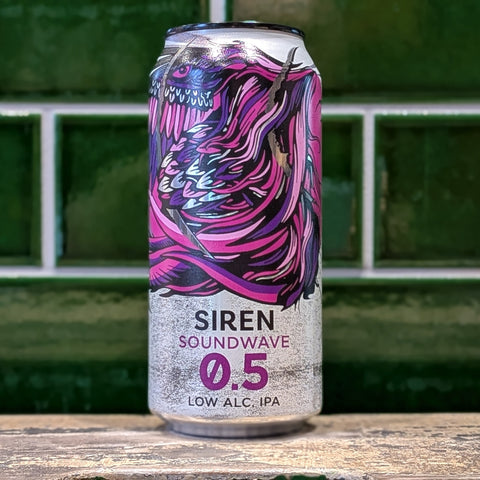 SIREN
SOUNDWAVE
0.5
LOW ALC, IPA